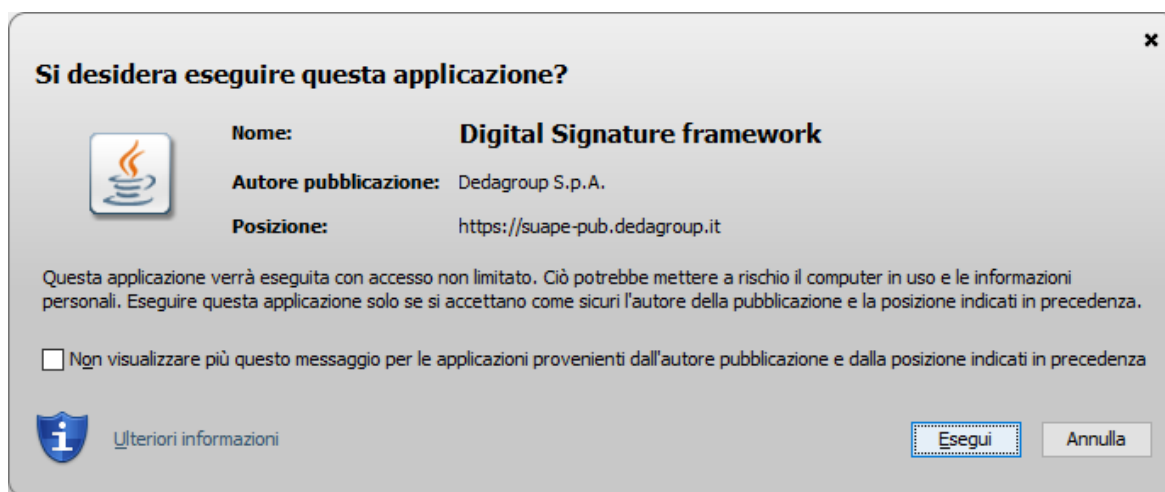 Si desidera eseguire questa applicazione?
Nome: Digital Signature framework
Autore pubblicazione: Dedagroup S.p.A.
Posizione: https://suape-pub.dedagroup.it
Questa applicazione verrà eseguita con accesso non limitato. Ciò potrebbe mettere a rischio il computer in uso e le informazioni
personali. Eseguire questa applicazione solo se si accettano come sicuri l'autore della pubblicazione e la posizione indicati in precedenza.
Non visualizzare più questo messaggio per le applicazioni provenienti dall'autore pubblicazione e dalla posizione indicati in precedenza
Ulteriori informazioni
Esegui Annulla